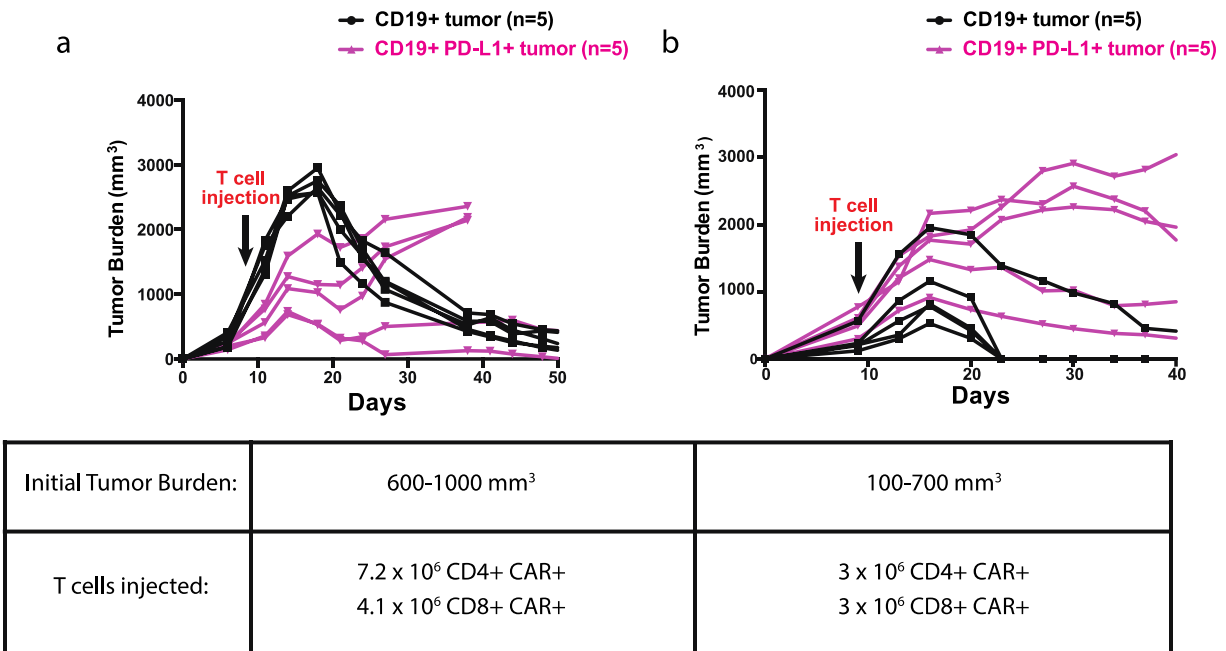 a
CD19+ tumor (n=5)
CD19+ PD-L1+ tumor (n=5)
Tumor Burden (mm³)
4000
3000
2000
1000
0
T cell
injection
0 10 20 30 40 50
Days
b
CD19+ tumor (n=5)
CD19+ PD-L1+ tumor (n=5)
Tumor Burden (mm³)
4000
3000
2000
1000
0
T cell
injection
0 10 20 30 40
Days
Initial Tumor Burden: 600-1000 mm³ 100-700 mm³
T cells injected:
7.2 x 10⁶ CD4+ CAR+
4.1 x 10⁶ CD8+ CAR+
3 x 10⁶ CD4+ CAR+
3 x 10⁶ CD8+ CAR+